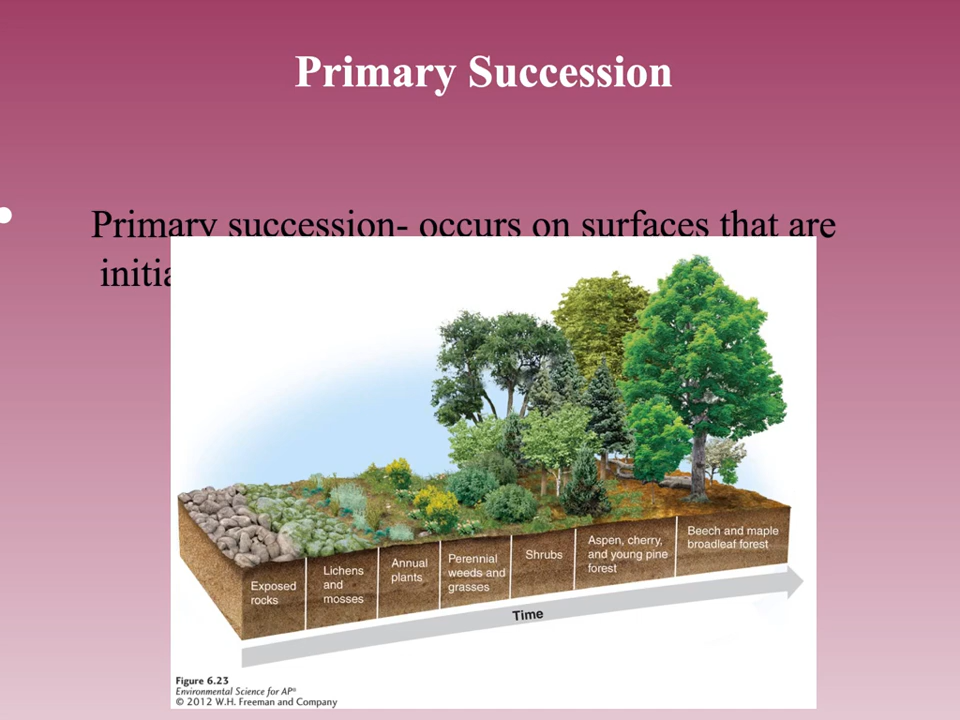 Primary Succession
Primary succession- occurs on surfaces that are
Exposed
rocks
Lichens
and
mosses
Annual
plants
Perennial
weeds and
grasses
Shrubs
Aspen, cherry,
and young pine
forest
Beech and maple
broadleaf forest
Time
Figure 6.23
Environmental Science for AP®
© 2012 W.H. Freeman and Company